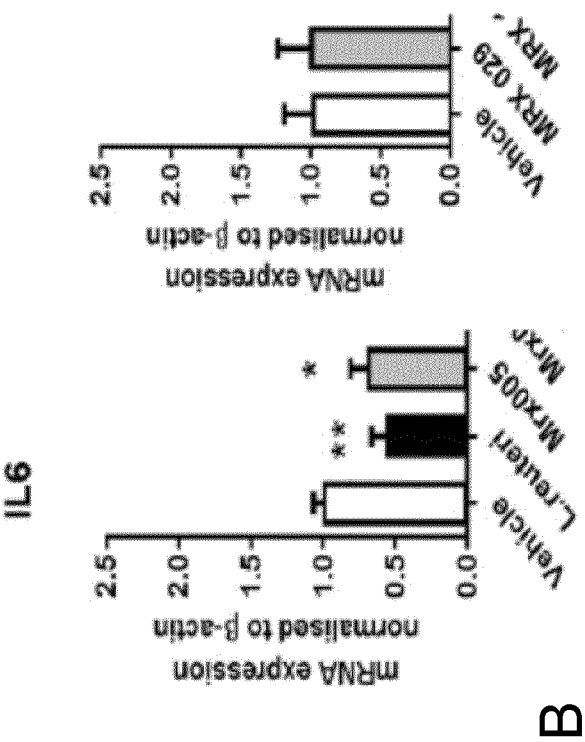 B
IL6
mRNA expression
normalised to β-actin
2.5
2.0
1.5
1.0
0.5
0.0
**
*
Vehicle
L.reuteri
Mrx005
mRNA expression
normalised to β-actin
2.5
2.0
1.5
1.0
0.5
0.0
Vehicle
MRX 029
MRX